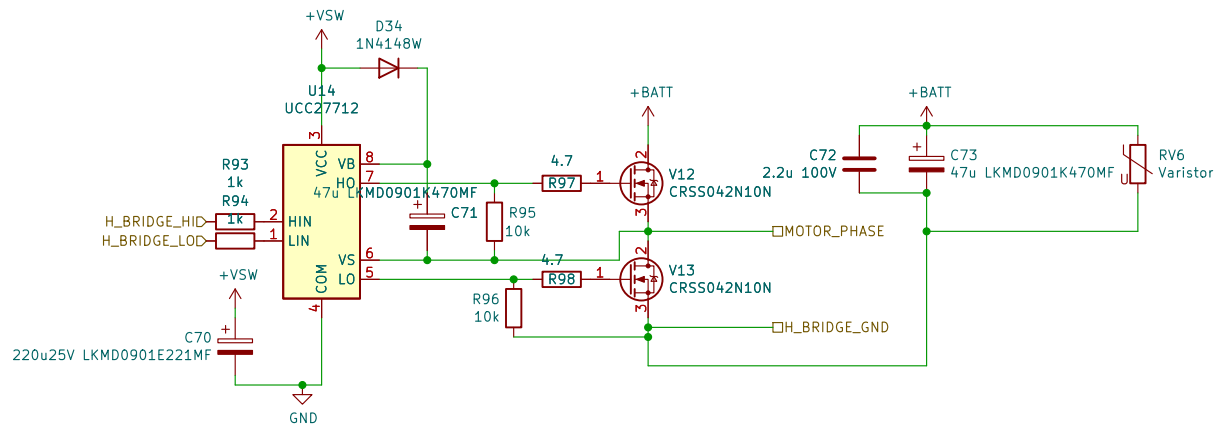 +VSW
D34
1N4148W
U14
UCC27712
+BATT
+BATT
3
VCC
R93
1k
R94
1k
H_BRIDGE_HI
2
HIN
H_BRIDGE_LO
1
LIN
VB
8
HO
7
47u LKMD0901K470MF
+
C71
R95
10k
4.7
R97
1
2
V12
CRSS042N10N
3
C72
2.2u 100V
+
C73
47u LKMD0901K470MF
RV6
Varistor
U
VS
6
LO
5
COM
4
MOTOR_PHASE
4.7
R98
1
2
V13
CRSS042N10N
3
R96
10k
H_BRIDGE_GND
+VSW
+
C70
220u25V LKMD0901E221MF
GND